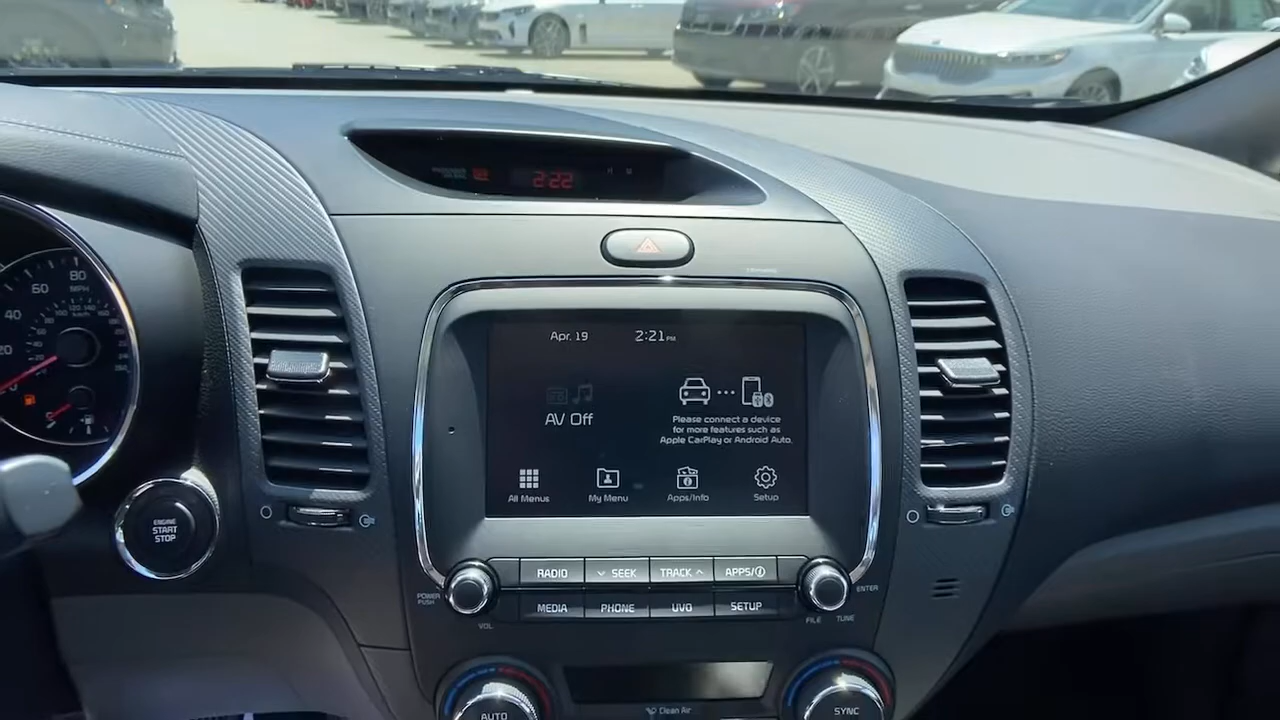 2:22
80
60
MPH
40
20
km/h
Apr. 19
2:21PM
AV Off
Please connect a device
for more features such as
Apple CarPlay or Android Auto.
All Menus
My Menu
Apps/Info
Setup
ENGINE
START
STOP
RADIO
SEEK
TRACK
APPS/i
POWER
PUSH
VOL
MEDIA
PHONE
UVO
SETUP
ENTER
FILE
TUNE
AUTO
Clean Air
SYNC